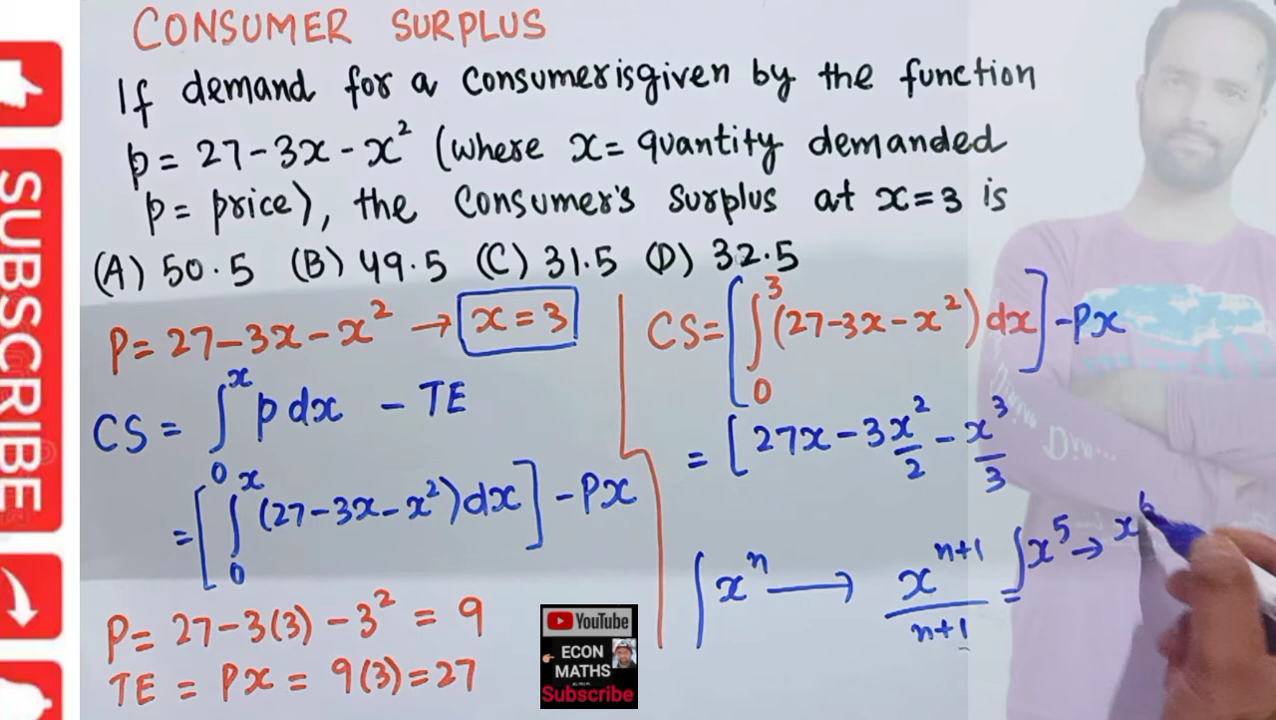 CONSUMER SURPLUS
If demand for a Consumer is given by the function
p = 27 - 3x - x² (where x = quantity demanded
p = price), the Consumer's Surplus at x = 3 is
(A) 50.5 (B) 49.5 (C) 31.5 (D) 32.5
P = 27 - 3x - x² → x = 3
CS = ∫₀ˣ p dx - TE
= [∫₀ˣ (27 - 3x - x²) dx] - Px
P = 27 - 3(3) - 3² = 9
TE = Px = 9(3) = 27
CS = [∫₀³ (27 - 3x - x²) dx] - Px
= [27x - 3x²/2 - x³/3
∫xⁿ → xⁿ⁺¹/n+1 = ∫x⁵ → x⁶
SUBSCRIBE
YouTube
ECON
MATHS
Subscribe